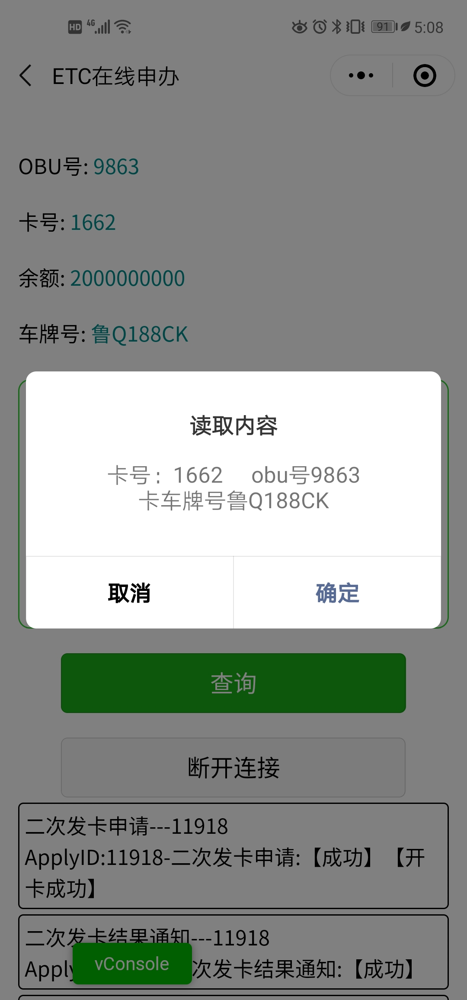 HD 4G 91 5:08
ETC在线申办
OBU号: 9863
卡号: 1662
余额: 2000000000
车牌号: 鲁Q188CK
读取内容
卡号：1662 obu号9863
卡车牌号鲁Q188CK
取消 确定
查询
断开连接
二次发卡申请---11918
ApplyID:11918-二次发卡申请:【成功】【开
卡成功】
二次发卡结果通知---11918
Apply
vConsole
次发卡结果通知:【成功】